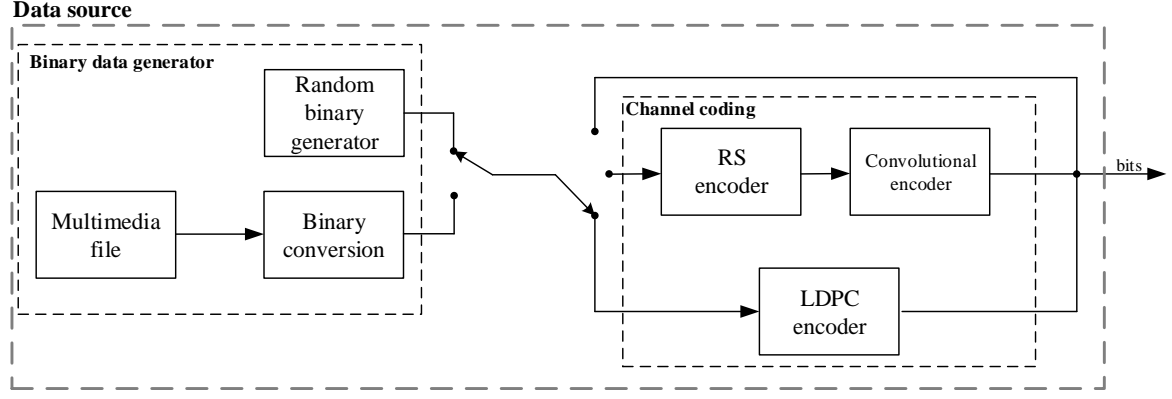 Data source
Binary data generator
Random
binary
generator
Multimedia
file
Binary
conversion
Channel coding
RS
encoder
Convolutional
encoder
bits
LDPC
encoder